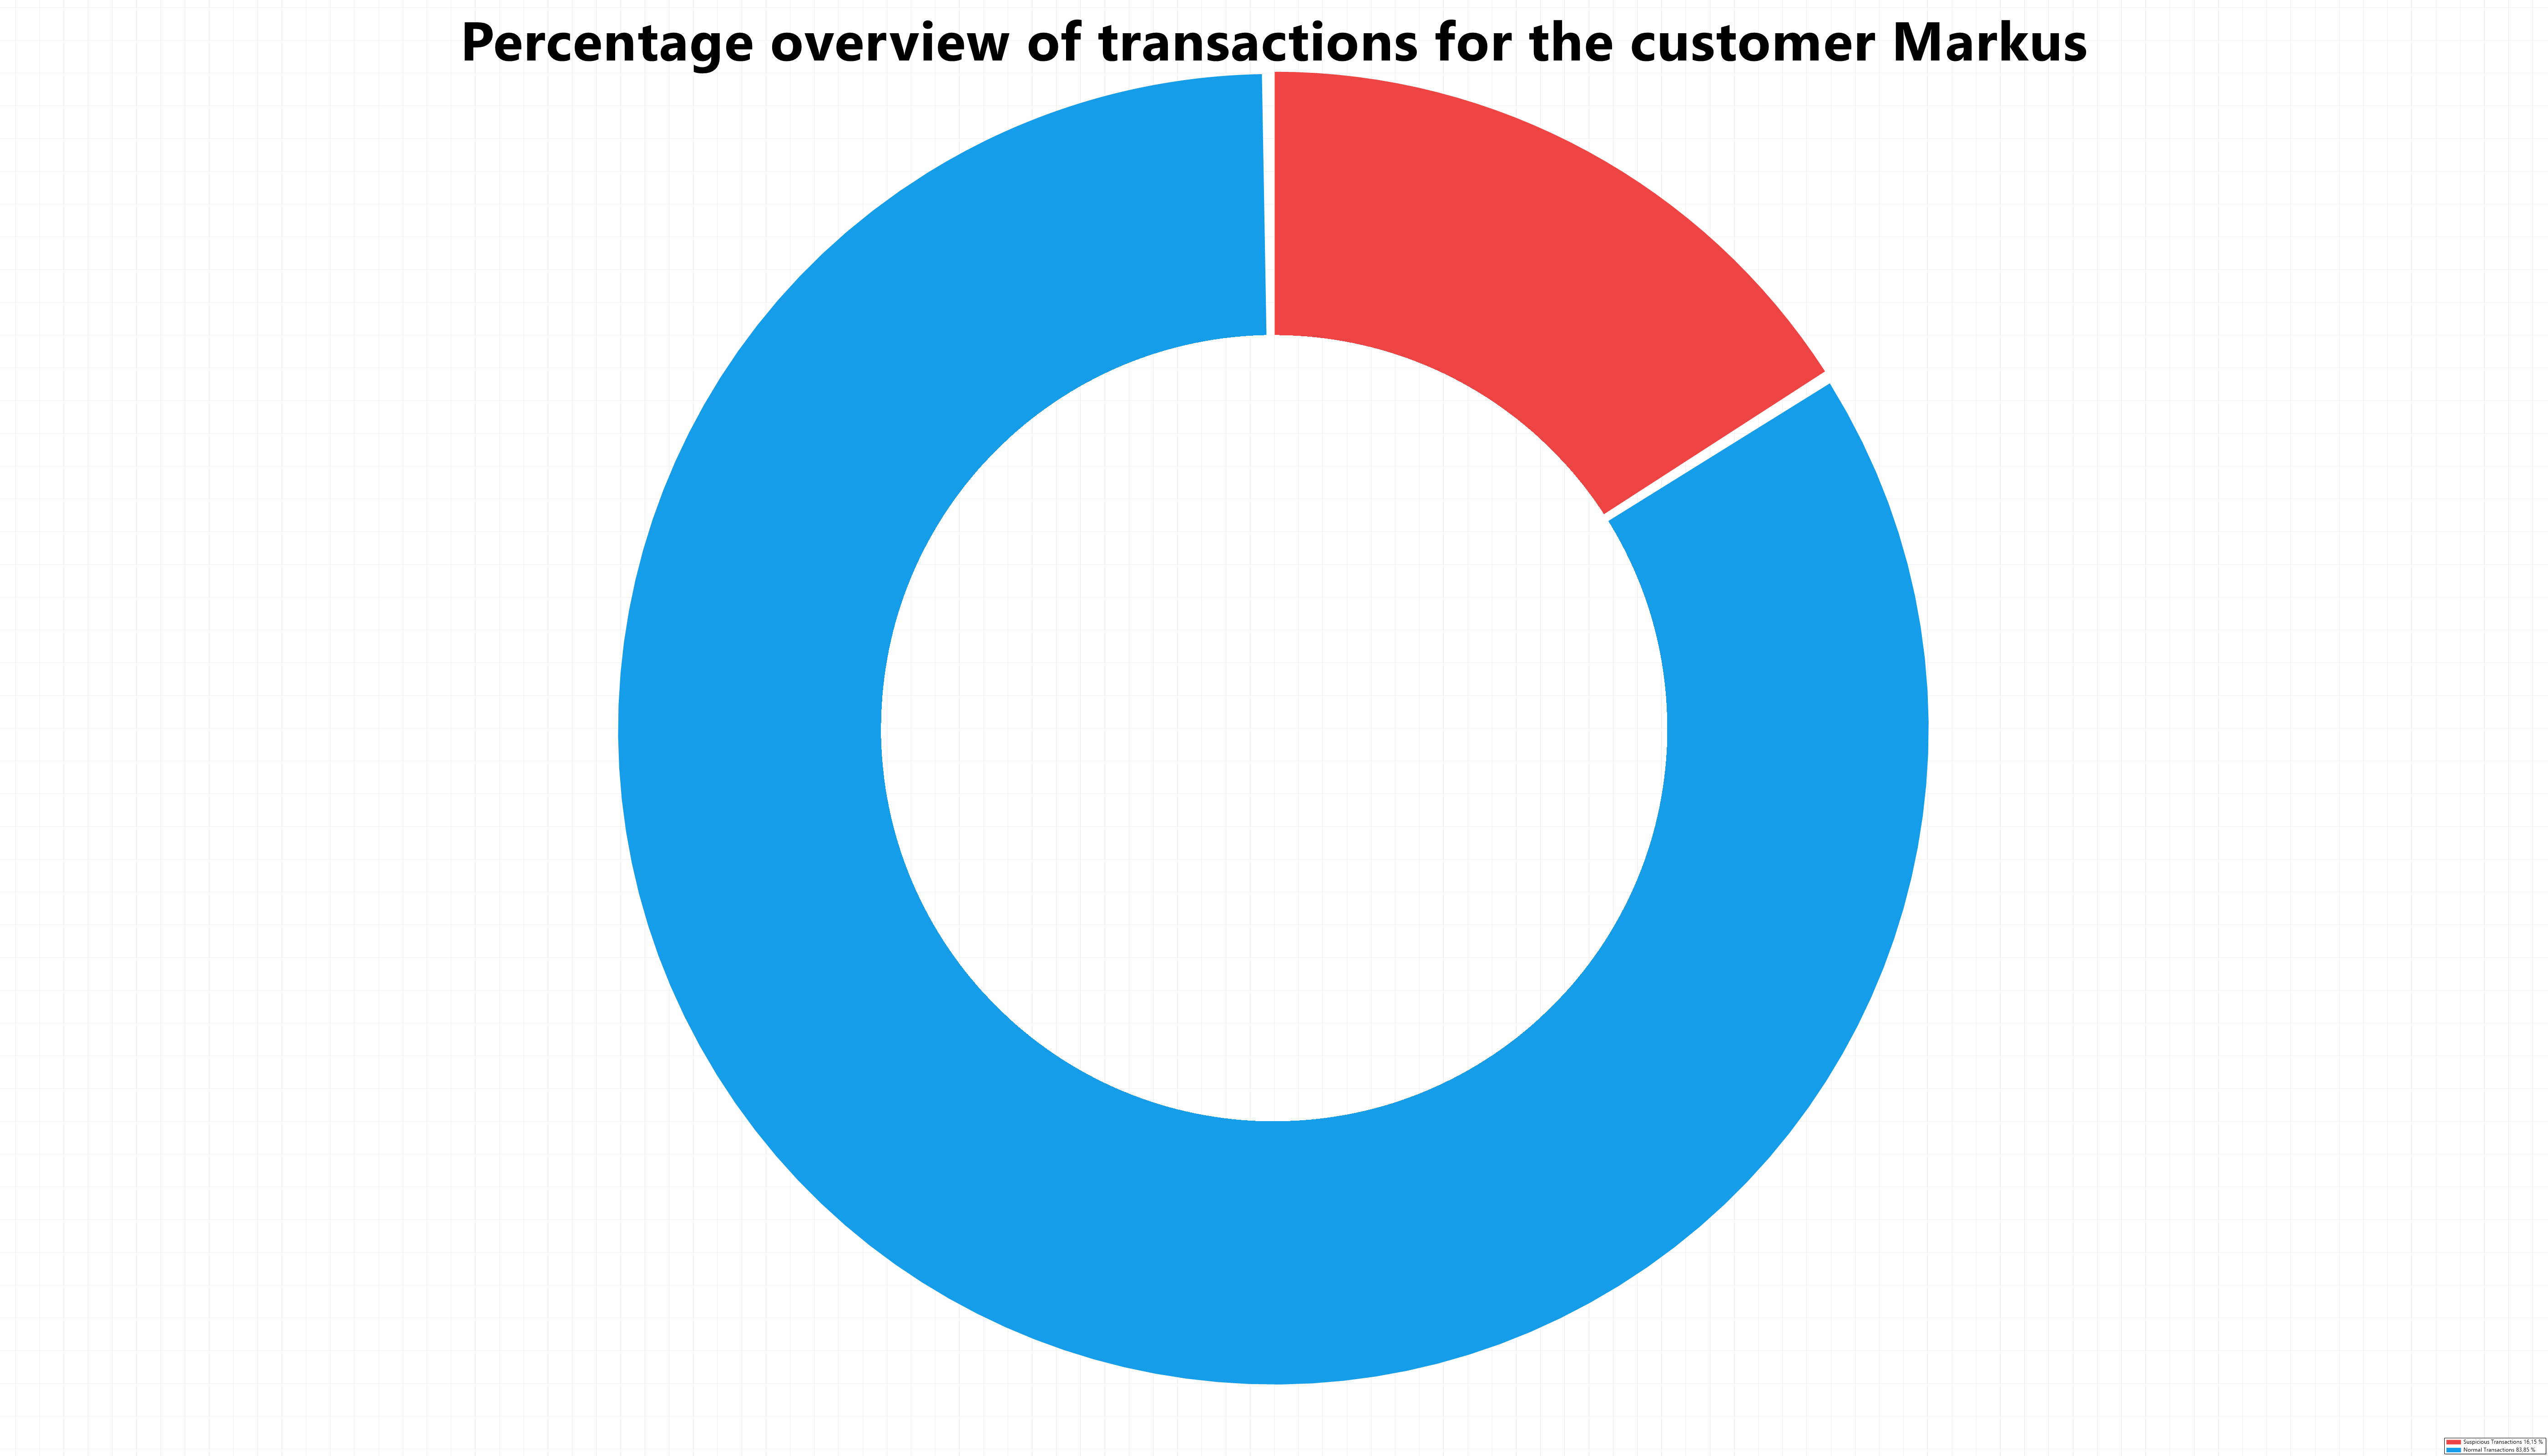 Percentage overview of transactions for the customer Markus
Suspicious Transactions 16,15 %
Normal Transactions 83,85 %